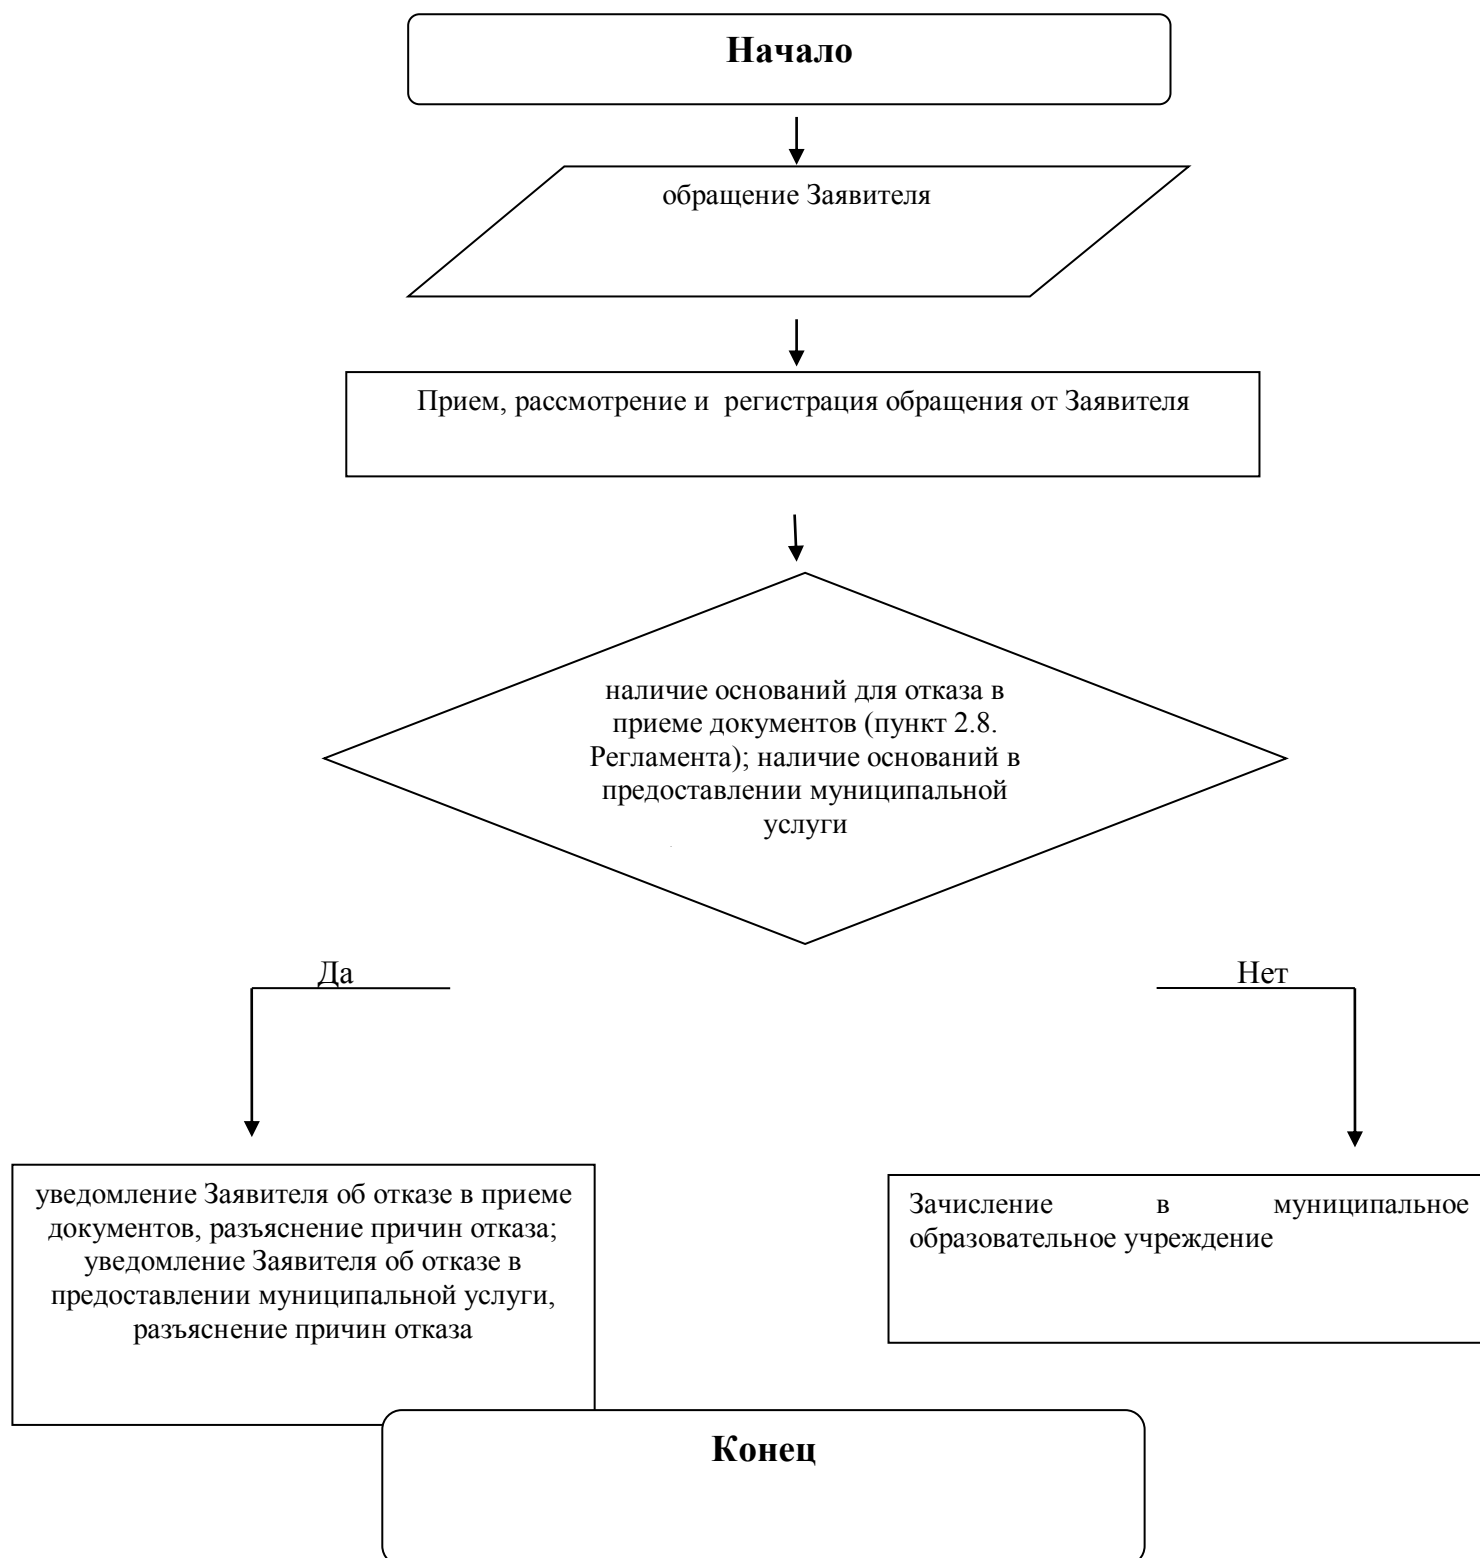 Начало
обращение Заявителя
Прием, рассмотрение и  регистрация обращения от Заявителя
наличие оснований для отказа в
приеме документов (пункт 2.8.
Регламента); наличие оснований в
предоставлении муниципальной
услуги
Да
Нет
уведомление Заявителя об отказе в приеме
документов, разъяснение причин отказа;
уведомление Заявителя об отказе в
предоставлении муниципальной услуги,
разъяснение причин отказа
Зачисление в муниципальное
образовательное учреждение
Конец